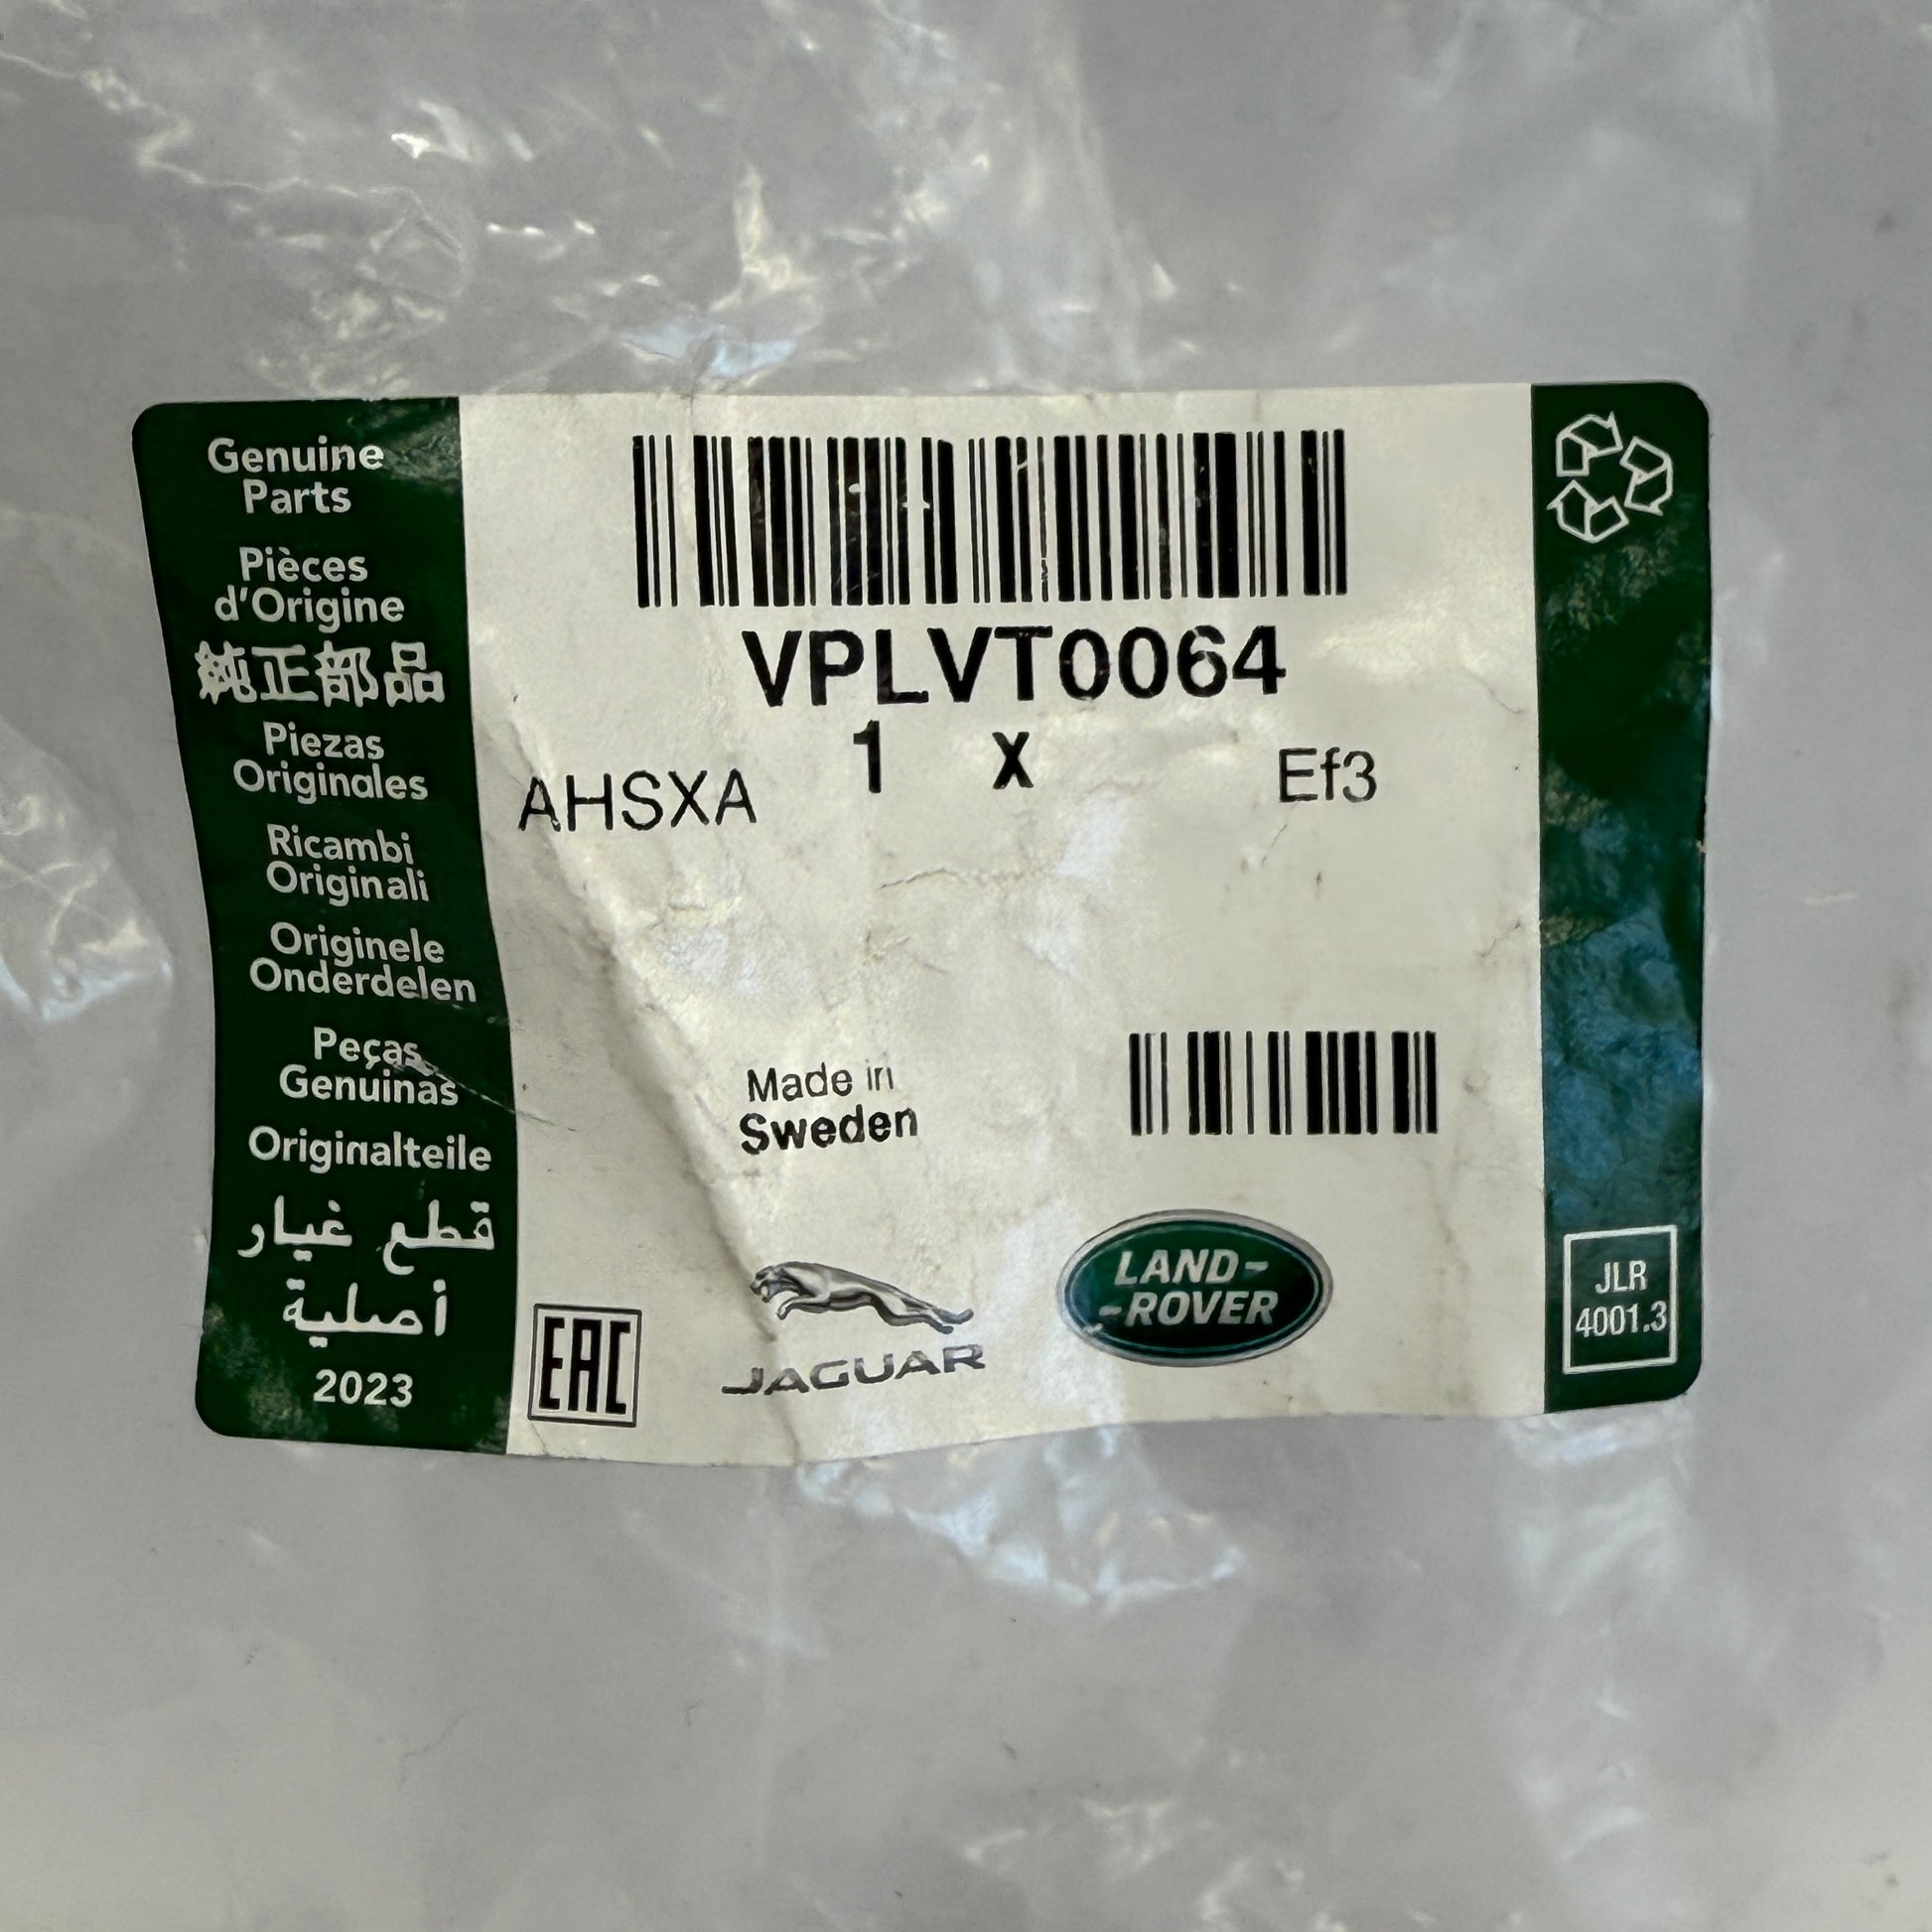 Genuine
Parts
Pièces
d'Origine
純正部品
Piezas
Originales
Ricambi
Originali
Originele
Onderdelen
Peças
Genuinas
Originalteile
قطع غيار
أصلية
2023
VPLVT0064
1 X
AHSXA
Ef3
Made in
Sweden
EAC
JAGUAR
LAND-
-ROVER
JLR
4001.3